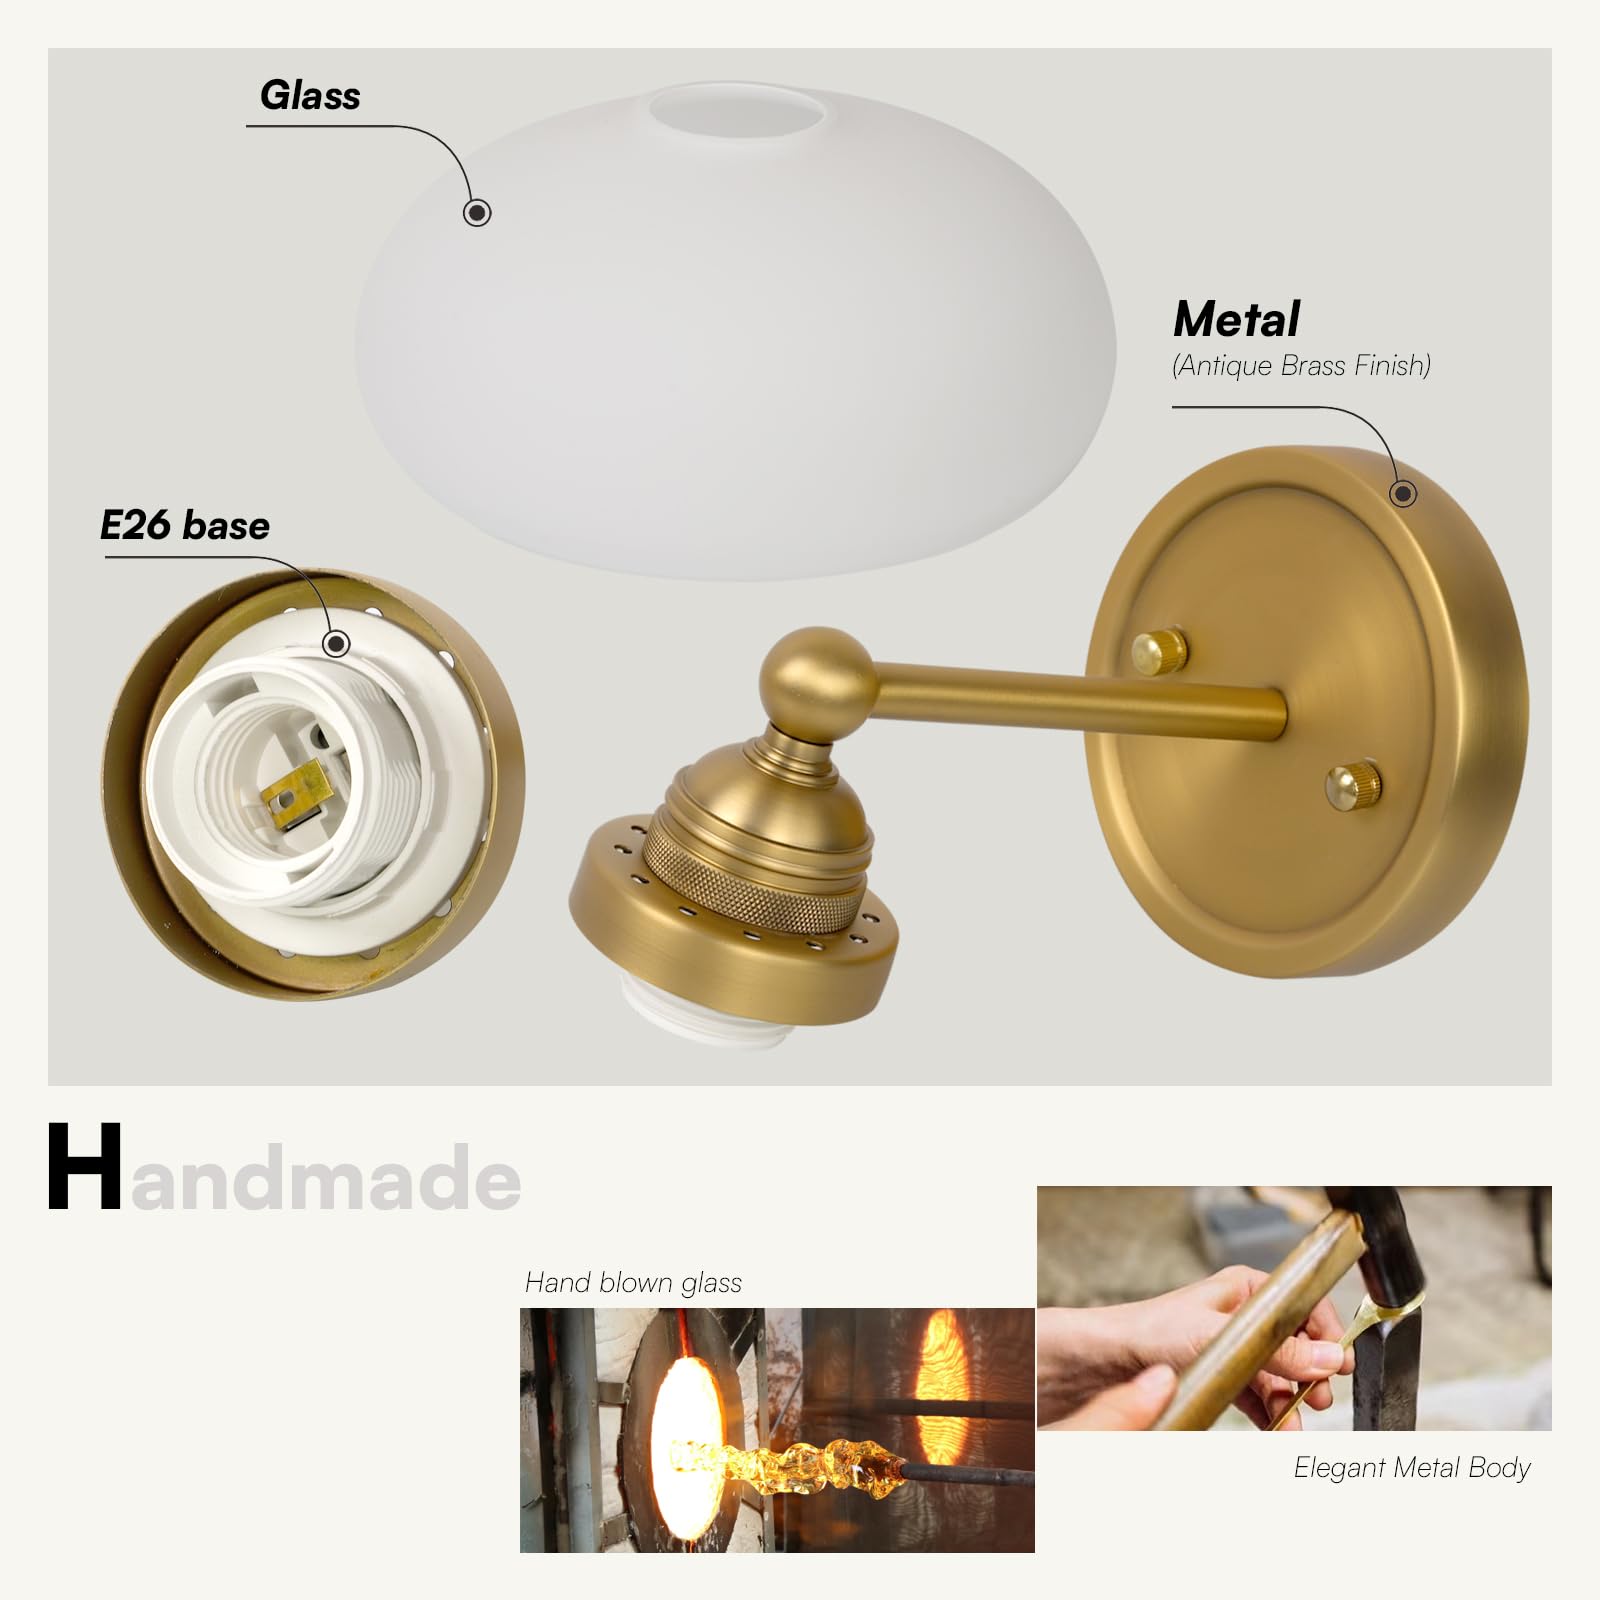 Glass
Metal
(Antique Brass Finish)
E26 base
Handmade
Hand blown glass
Elegant Metal Body